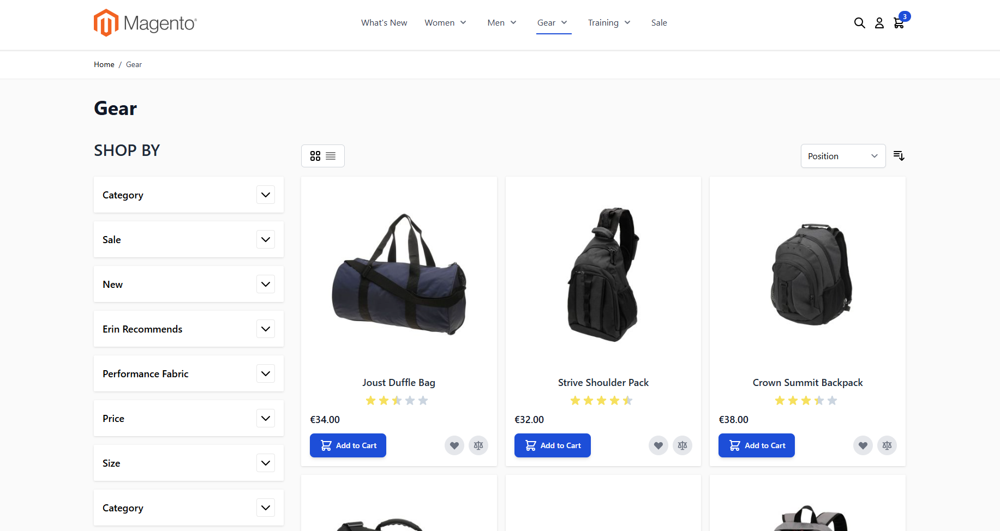 Magento®
What's New
Women
Men
Gear
Training
Sale
3
Home / Gear
Gear
SHOP BY
Position
Category
Sale
New
Erin Recommends
Performance Fabric
Price
Size
Category
Joust Duffle Bag
€34.00
Add to Cart
Strive Shoulder Pack
€32.00
Add to Cart
Crown Summit Backpack
€38.00
Add to Cart